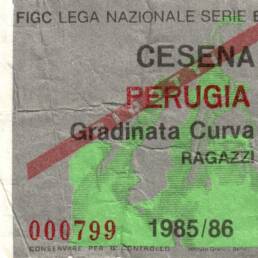 FIGC LEGA NAZIONALE SERIE B
CESENA
PERUGIA
Gradinata Curva
RAGAZZI
000799 1985/86
CONSERVARE PER IL CONTROLLO